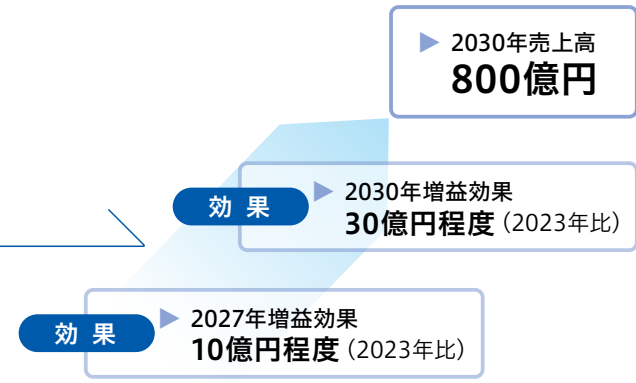 ▶ 2030年売上高
800億円
効果
▶ 2030年増益効果
30億円程度（2023年比）
効果
▶ 2027年増益効果
10億円程度（2023年比）